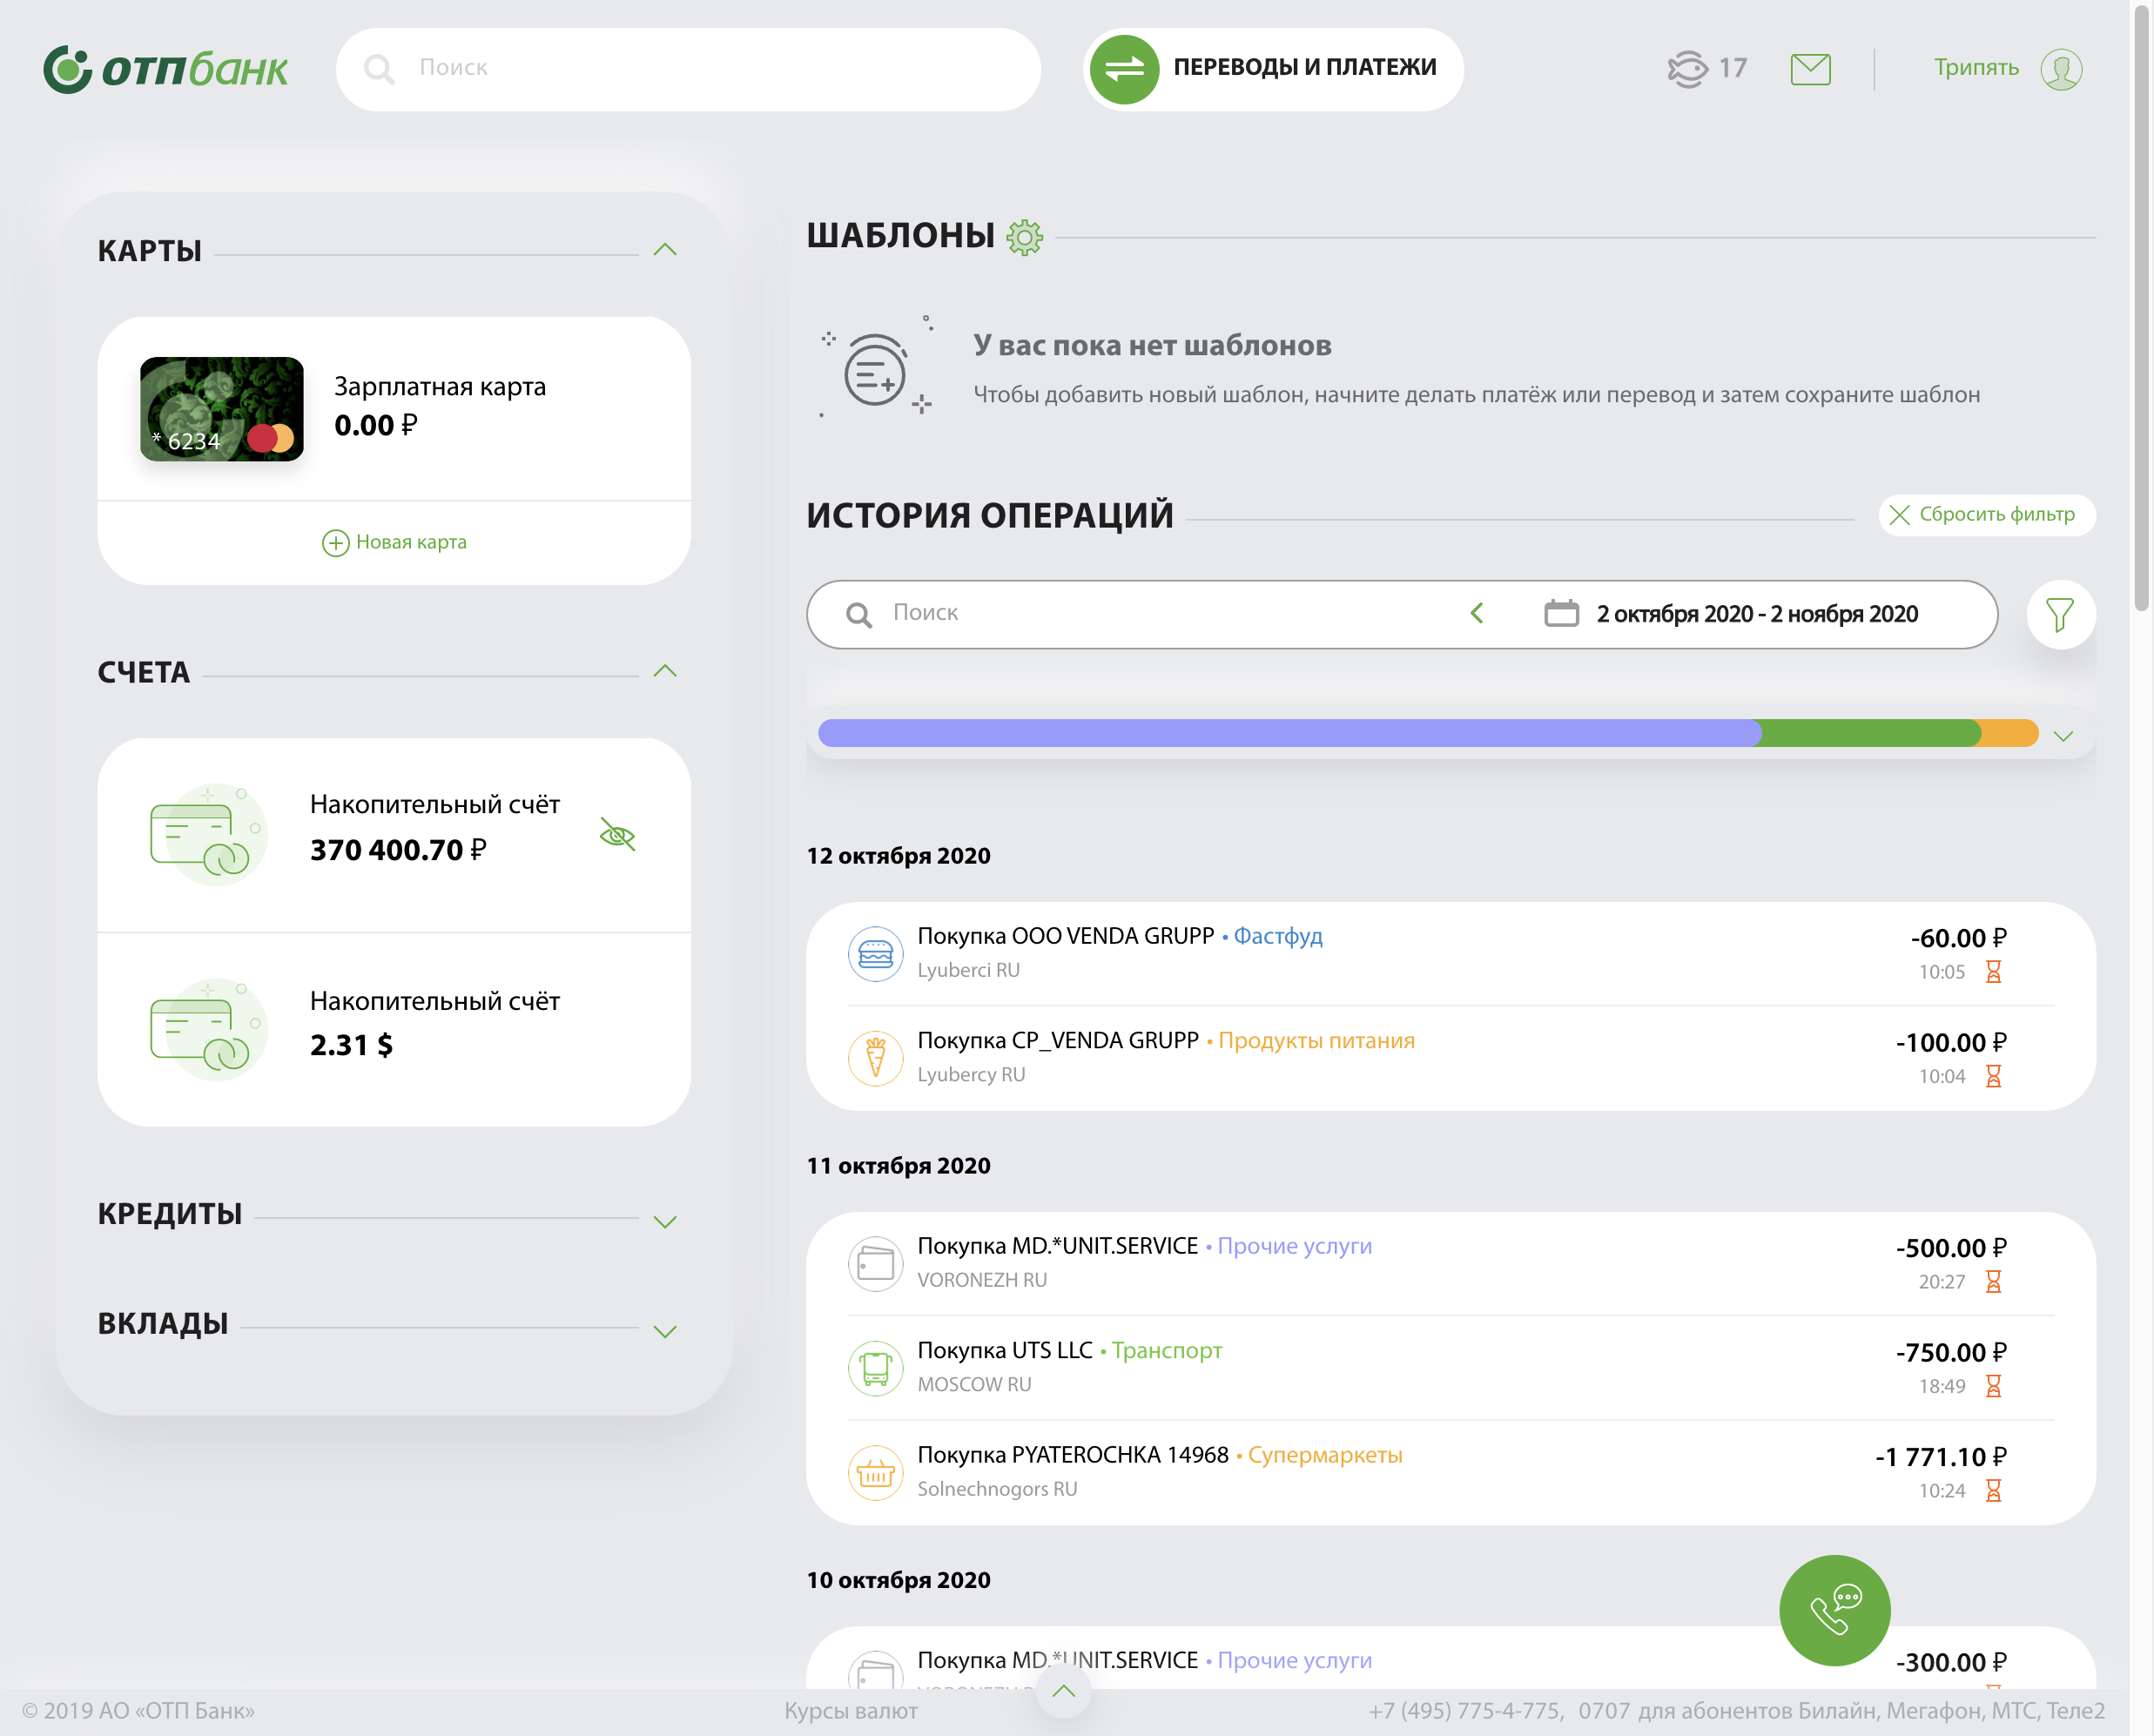 ОТПбанк
Поиск
ПЕРЕВОДЫ И ПЛАТЕЖИ
17
Трипять
КАРТЫ
* 6234
Зарплатная карта
0.00 ₽
Новая карта
СЧЕТА
Накопительный счёт
370 400.70 ₽
Накопительный счёт
2.31 $
КРЕДИТЫ
ВКЛАДЫ
ШАБЛОНЫ
У вас пока нет шаблонов
Чтобы добавить новый шаблон, начните делать платёж или перевод и затем сохраните шаблон
ИСТОРИЯ ОПЕРАЦИЙ
Сбросить фильтр
Поиск
2 октября 2020 - 2 ноября 2020
12 октября 2020
Покупка OOO VENDA GRUPP • Фастфуд
-60.00 ₽
Lyuberci RU
10:05
Покупка CP_VENDA GRUPP • Продукты питания
-100.00 ₽
Lyubercy RU
10:04
11 октября 2020
Покупка MD.*UNIT.SERVICE • Прочие услуги
-500.00 ₽
VORONEZH RU
20:27
Покупка UTS LLC • Транспорт
-750.00 ₽
MOSCOW RU
18:49
Покупка PYATEROCHKA 14968 • Супермаркеты
-1 771.10 ₽
Solnechnogors RU
10:24
10 октября 2020
Покупка MD.*UNIT.SERVICE • Прочие услуги
-300.00 ₽
© 2019 АО «ОТП Банк»
Курсы валют
+7 (495) 775-4-775, 0707 для абонентов Билайн, Мегафон, МТС, Теле2